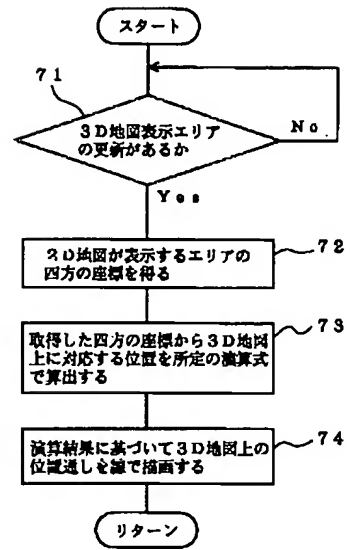 スタート
71
3D地図表示エリア
の更新があるか
No
Yes
2D地図が表示するエリアの
四方の座標を得る
72
取得した四方の座標から3D地図
上に対応する位置を所定の演算式
で算出する
73
演算結果に基づいて3D地図上の
位置通しを線で描画する
74
リターン